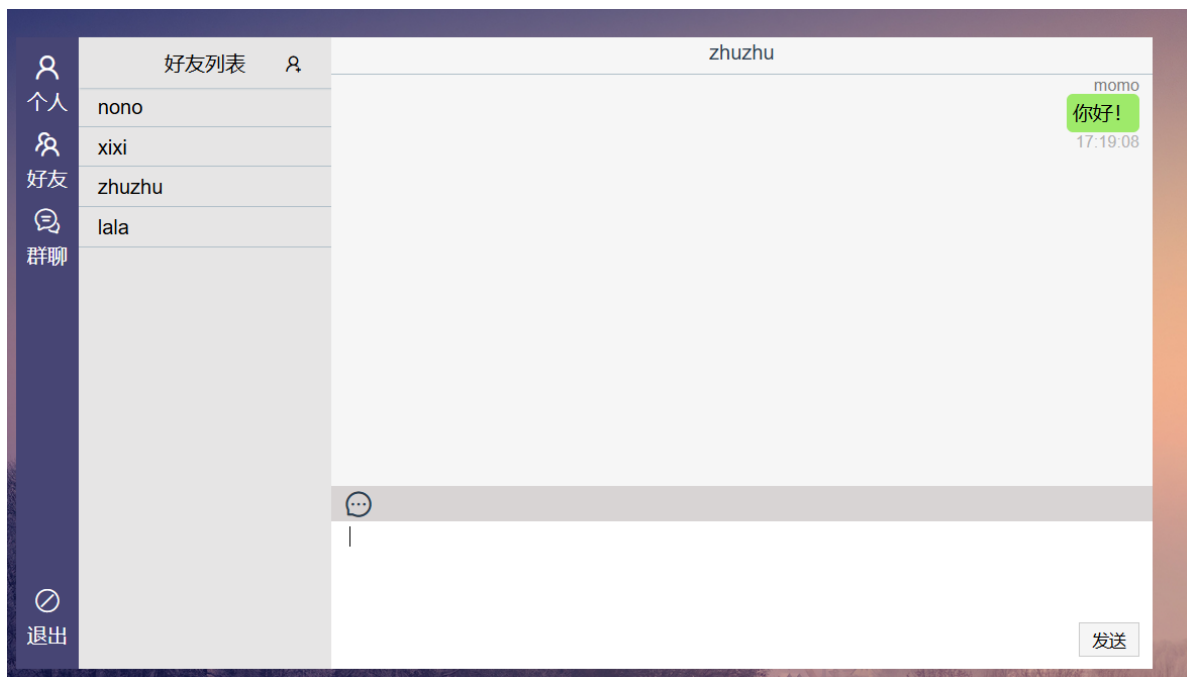 个人
好友
群聊
退出
好友列表
nono
xixi
zhuzhu
lala
zhuzhu
momo
你好！
17:19:08
发送